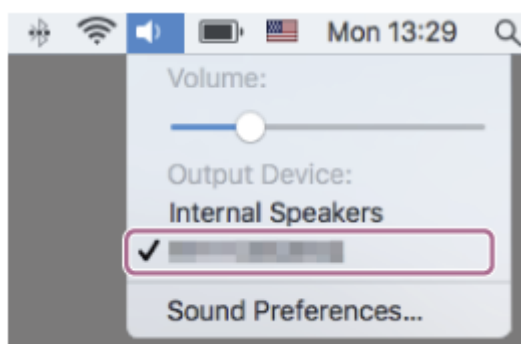 Mon 13:29
Volume:
Output Device:
Internal Speakers
Sound Preferences...